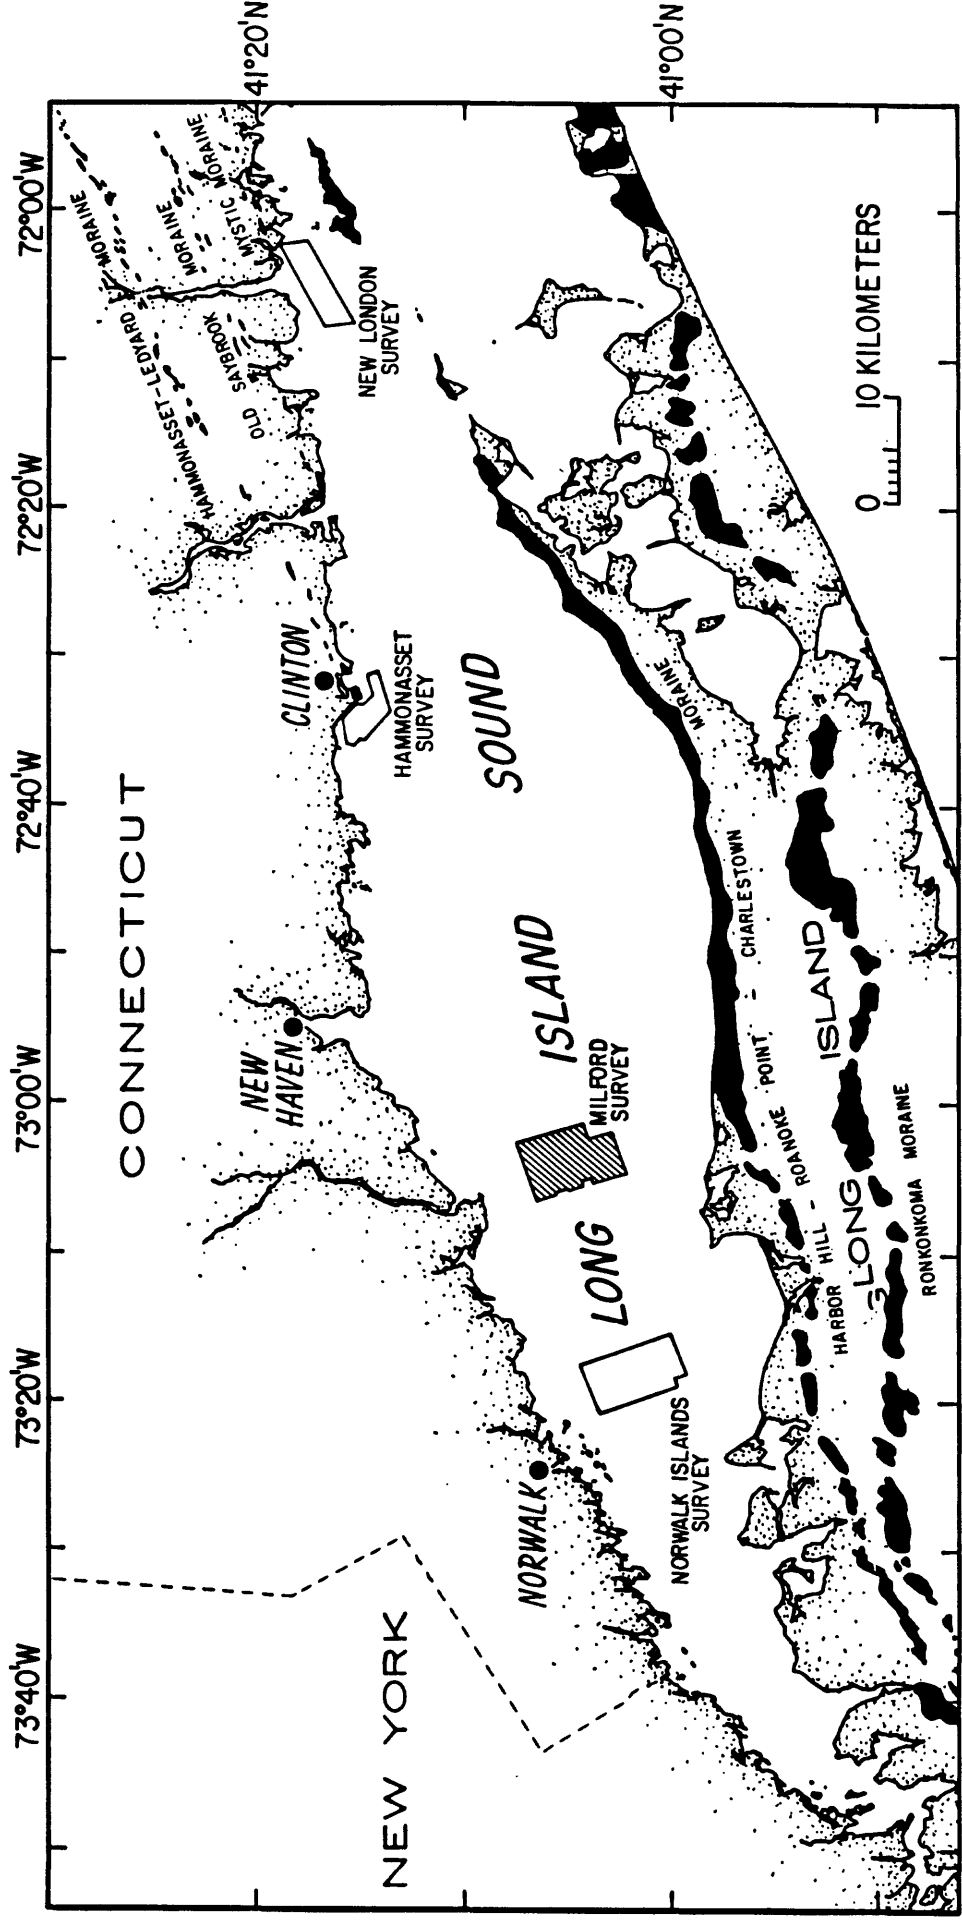 73°40'W
73°20'W
73°00'W
72°40'W
72°20'W
72°00'W
41°20'N
41°00'N
CONNECTICUT
NEW YORK
NEW
HAVEN
CLINTON
NORWALK
HAMMONASSET-LEDYARD MORAINE
OLD SAYBROOK MORAINE
MYSTIC MORAINE
NEW LONDON
SURVEY
HAMMONASSET
SURVEY
MILFORD
SURVEY
NORWALK ISLANDS
SURVEY
LONG ISLAND SOUND
HARBOR HILL - ROANOKE POINT - CHARLESTOWN MORAINE
LONG ISLAND
RONKONKOMA MORAINE
0 10 KILOMETERS